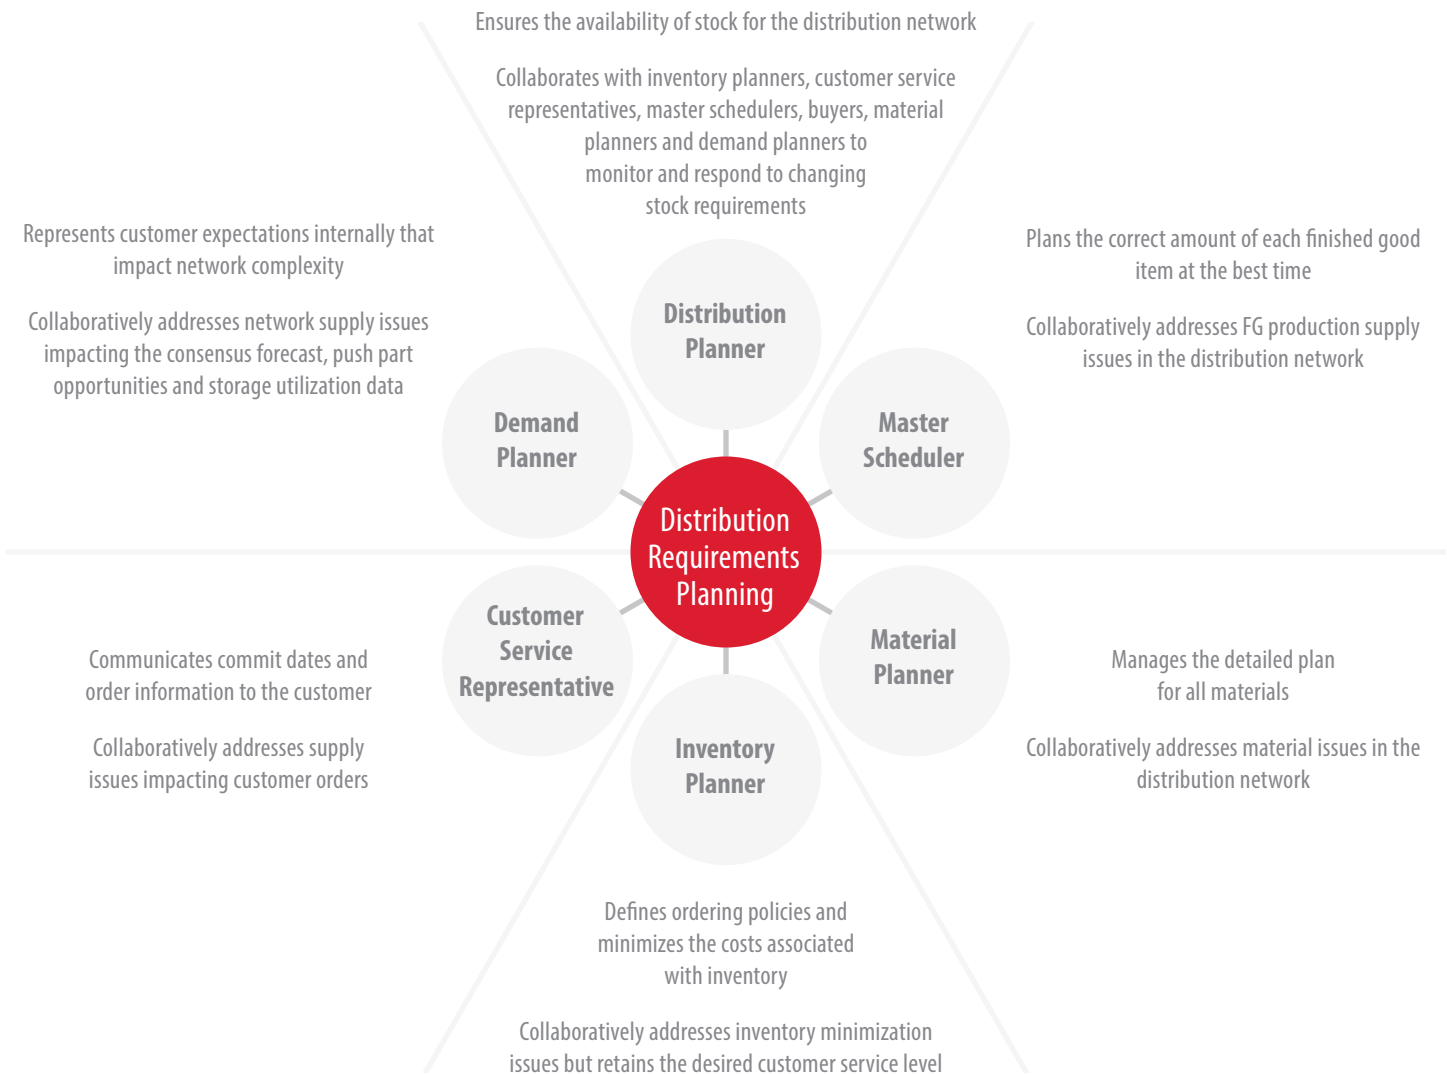 Ensures the availability of stock for the distribution network
Collaborates with inventory planners, customer service
representatives, master schedulers, buyers, material
planners and demand planners to
monitor and respond to changing
stock requirements
Represents customer expectations internally that
impact network complexity
Collaboratively addresses network supply issues
impacting the consensus forecast, push part
opportunities and storage utilization data
Plans the correct amount of each finished good
item at the best time
Collaboratively addresses FG production supply
issues in the distribution network
Distribution
Planner
Demand
Planner
Master
Scheduler
Distribution
Requirements
Planning
Customer
Service
Representative
Material
Planner
Inventory
Planner
Communicates commit dates and
order information to the customer
Collaboratively addresses supply
issues impacting customer orders
Manages the detailed plan
for all materials
Collaboratively addresses material issues in the
distribution network
Defines ordering policies and
minimizes the costs associated
with inventory
Collaboratively addresses inventory minimization
issues but retains the desired customer service level